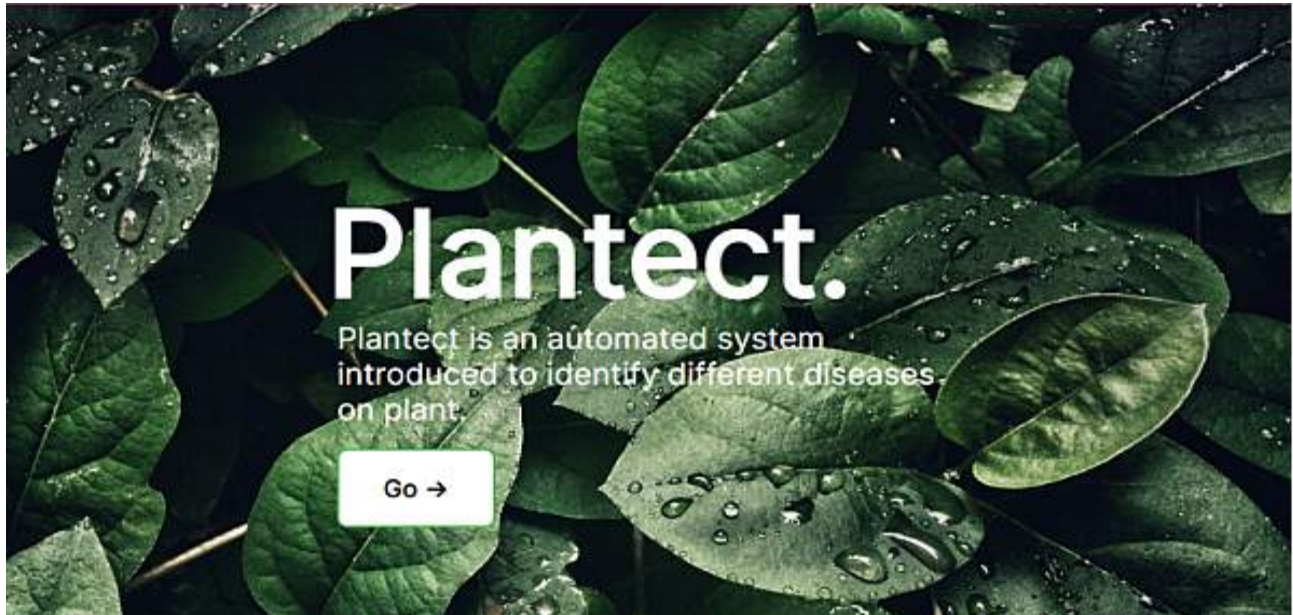 Plantect.
Plantect is an automated system
introduced to identify different diseases
on plant.
Go →